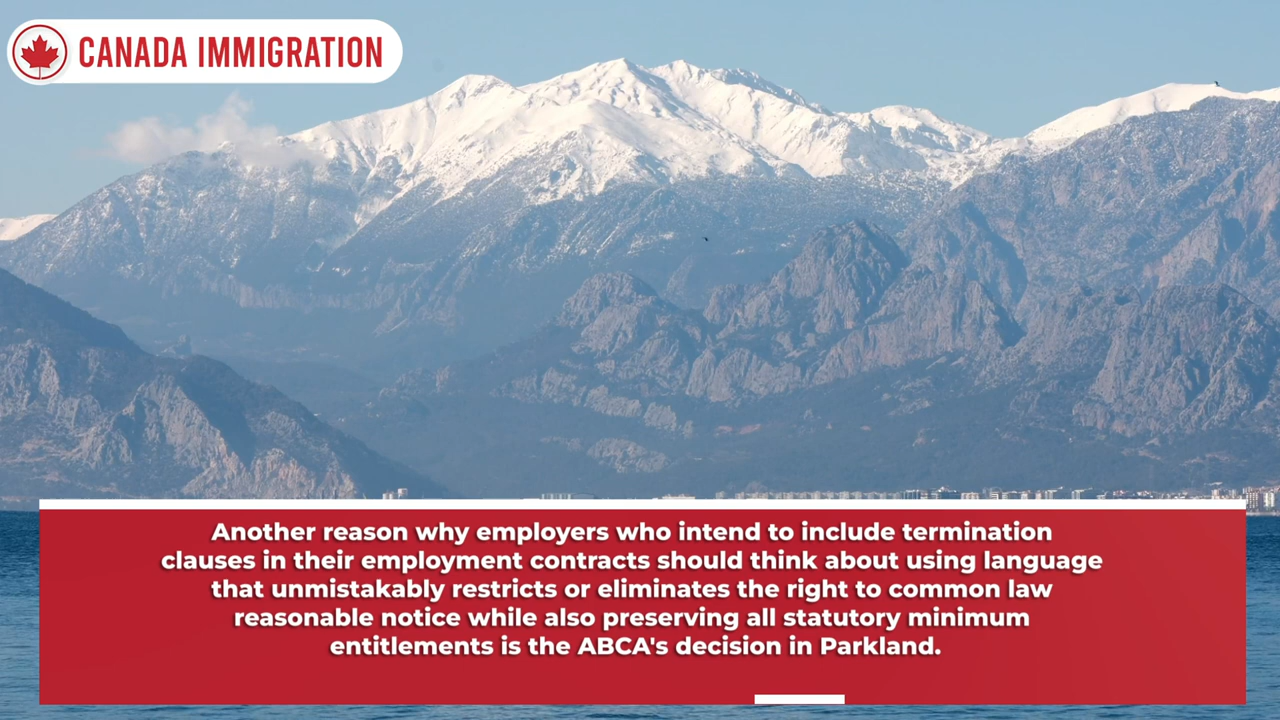 CANADA IMMIGRATION
Another reason why employers who intend to include termination
clauses in their employment contracts should think about using language
that unmistakably restricts or eliminates the right to common law
reasonable notice while also preserving all statutory minimum
entitlements is the ABCA's decision in Parkland.